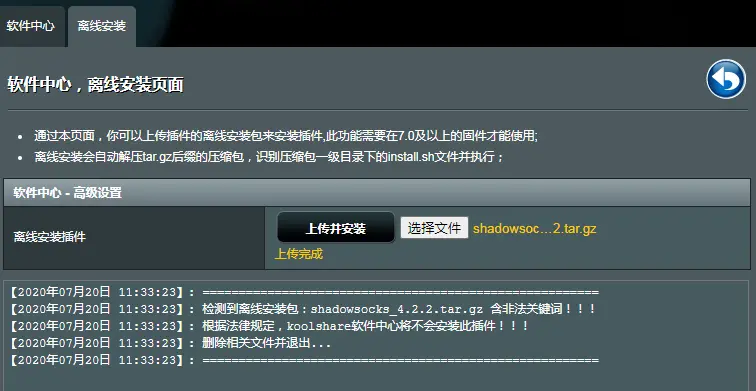 软件中心
离线安装
软件中心，离线安装页面
通过本页面，你可以上传插件的离线安装包来安装插件,此功能需要在7.0及以上的固件才能使用;
离线安装会自动解压tar.gz后缀的压缩包，识别压缩包一级目录下的install.sh文件并执行；
软件中心 - 高级设置
离线安装插件
上传并安装
选择文件 shadowsoc…2.tar.gz
上传完成
【2020年07月20日 11:33:23】: =======================================================
【2020年07月20日 11:33:23】: 检测到离线安装包：shadowsocks_4.2.2.tar.gz 含非法关键词！！！
【2020年07月20日 11:33:23】: 根据法律规定，koolshare软件中心将不会安装此插件！！！
【2020年07月20日 11:33:23】: 删除相关文件并退出...
【2020年07月20日 11:33:23】: =======================================================